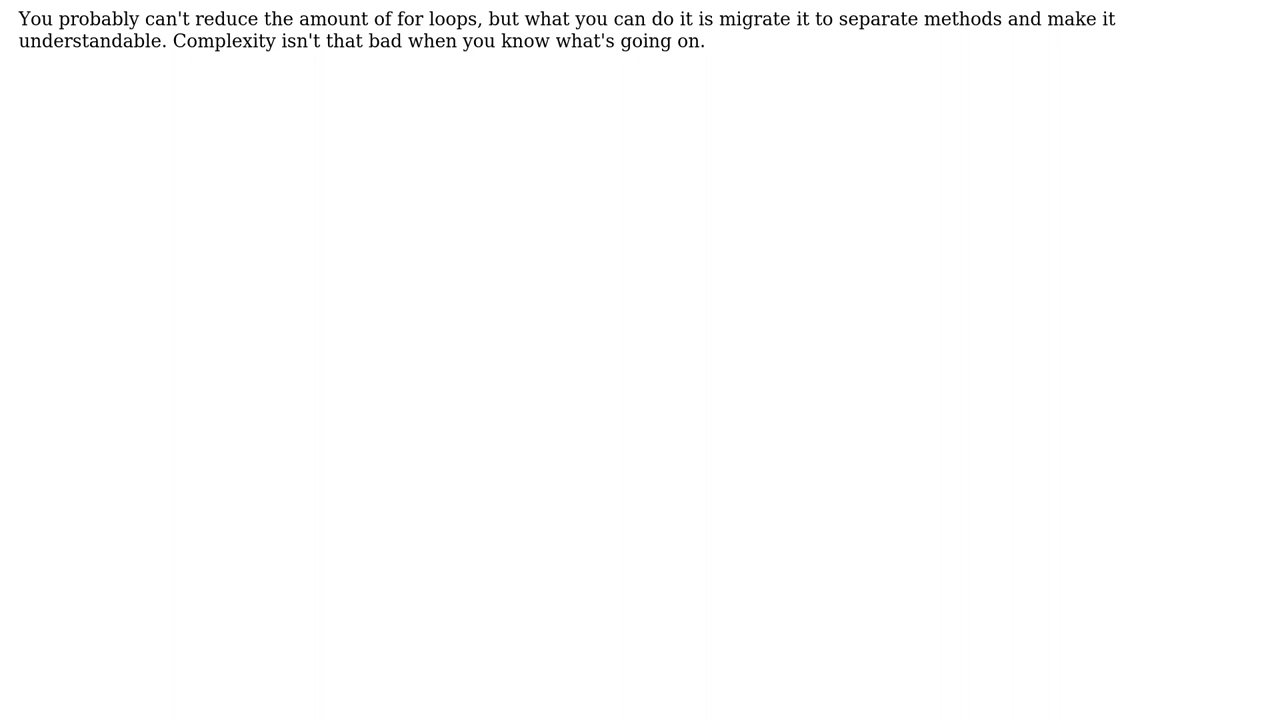 You probably can't reduce the amount of for loops, but what you can do it is migrate it to separate methods and make it
understandable. Complexity isn't that bad when you know what's going on.